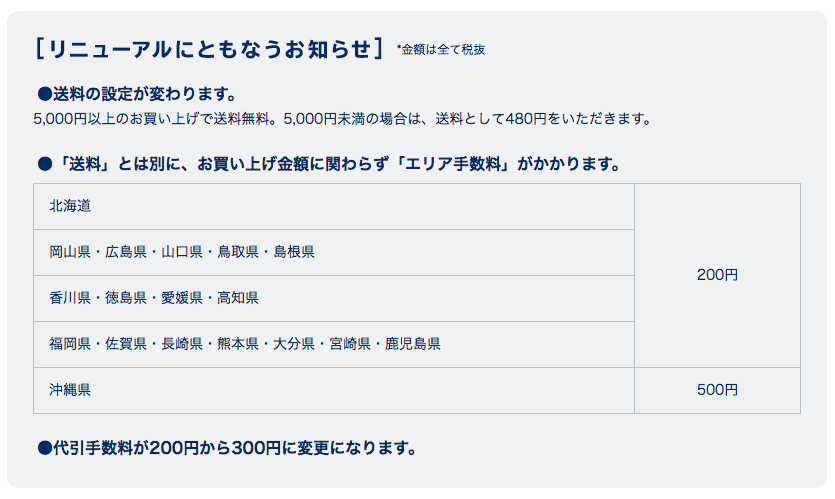 [リニューアルにともなうお知らせ] *金額は全て税抜
●送料の設定が変わります。
5,000円以上のお買い上げで送料無料。5,000円未満の場合は、送料として480円をいただきます。
●「送料」とは別に、お買い上げ金額に関わらず「エリア手数料」がかかります。
北海道
岡山県・広島県・山口県・鳥取県・島根県
200円
香川県・徳島県・愛媛県・高知県
福岡県・佐賀県・長崎県・熊本県・大分県・宮崎県・鹿児島県
沖縄県 500円
●代引手数料が200円から300円に変更になります。